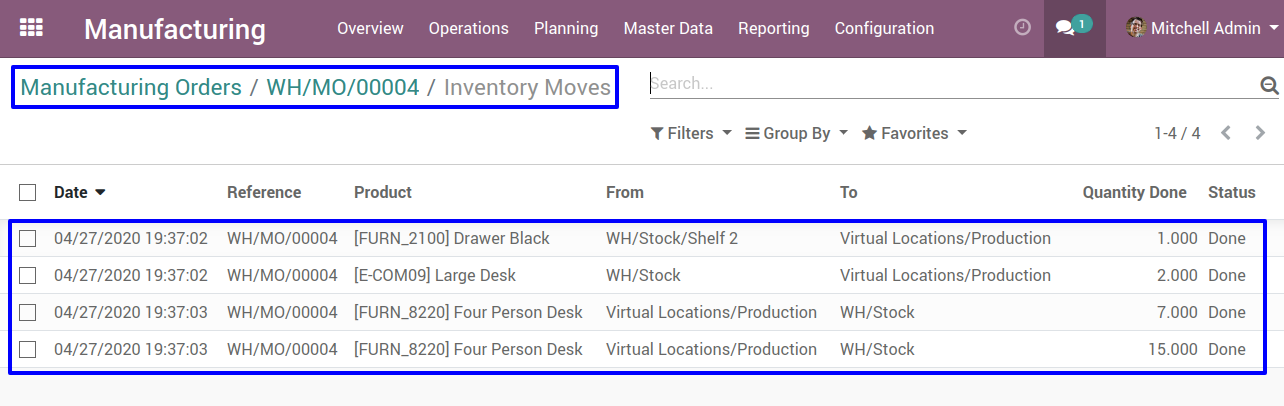 Manufacturing Overview Operations Planning Master Data Reporting Configuration 1 Mitchell Admin
Manufacturing Orders / WH/MO/00004 / Inventory Moves Search...
Filters Group By Favorites 1-4 / 4
Date Reference Product From To Quantity Done Status
04/27/2020 19:37:02 WH/MO/00004 [FURN_2100] Drawer Black WH/Stock/Shelf 2 Virtual Locations/Production 1.000 Done
04/27/2020 19:37:02 WH/MO/00004 [E-COM09] Large Desk WH/Stock Virtual Locations/Production 2.000 Done
04/27/2020 19:37:03 WH/MO/00004 [FURN_8220] Four Person Desk Virtual Locations/Production WH/Stock 7.000 Done
04/27/2020 19:37:03 WH/MO/00004 [FURN_8220] Four Person Desk Virtual Locations/Production WH/Stock 15.000 Done